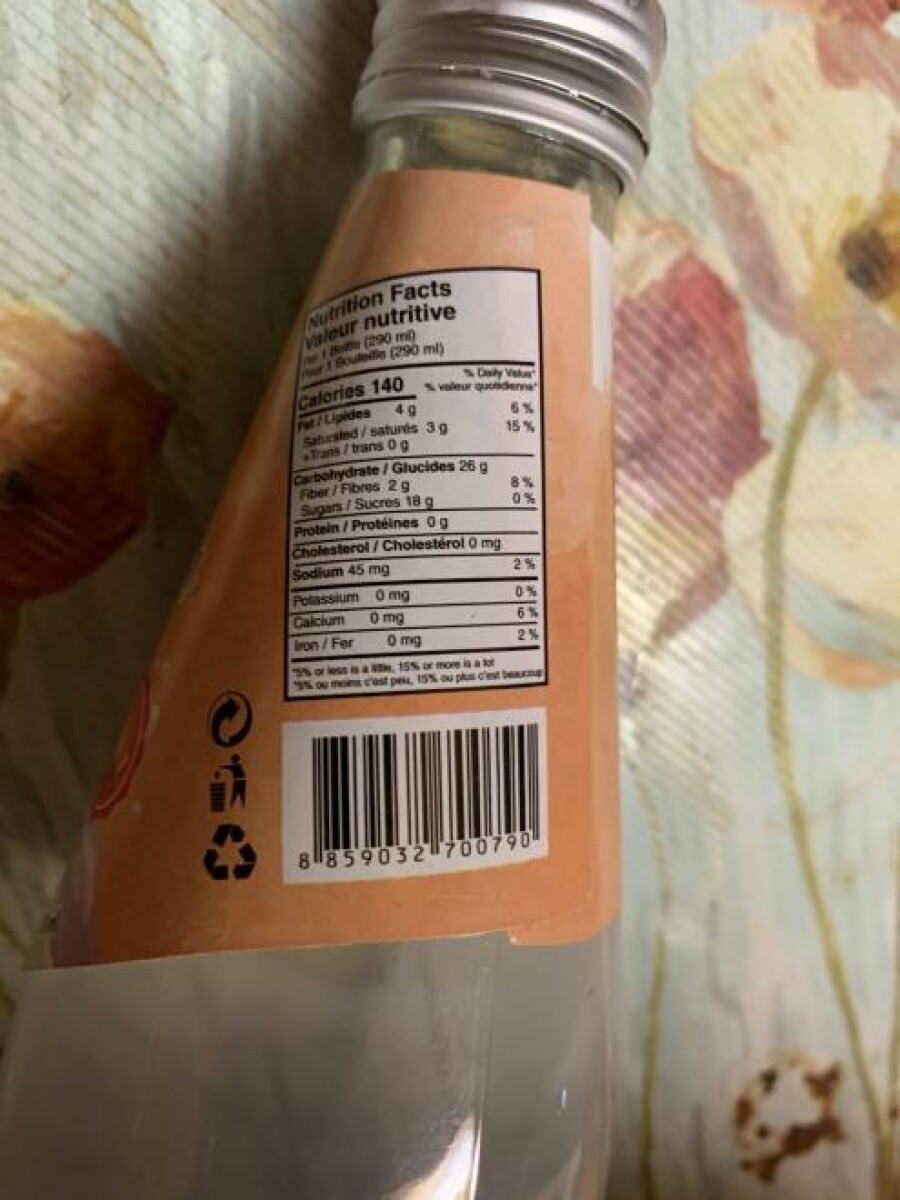 Nutrition Facts
Valeur nutritive
Per 1 Bottle (290 ml)
Pour 1 Bouteille (290 ml)
% Daily Value*
Calories 140 % valeur quotidienne*
Fat / Lipides 4 g 6 %
Saturated / saturés 3 g 15 %
+Trans / trans 0 g
Carbohydrate / Glucides 26 g
Fiber / Fibres 2 g 8 %
Sugars / Sucres 18 g 0 %
Protein / Protéines 0 g
Cholesterol / Cholestérol 0 mg
Sodium 45 mg 2 %
Potassium 0 mg 0 %
Calcium 0 mg 6 %
Iron / Fer 0 mg 2 %
*5% or less is a little, 15% or more is a lot
*5% ou moins c'est peu, 15% ou plus c'est beaucoup
8 859032 700790